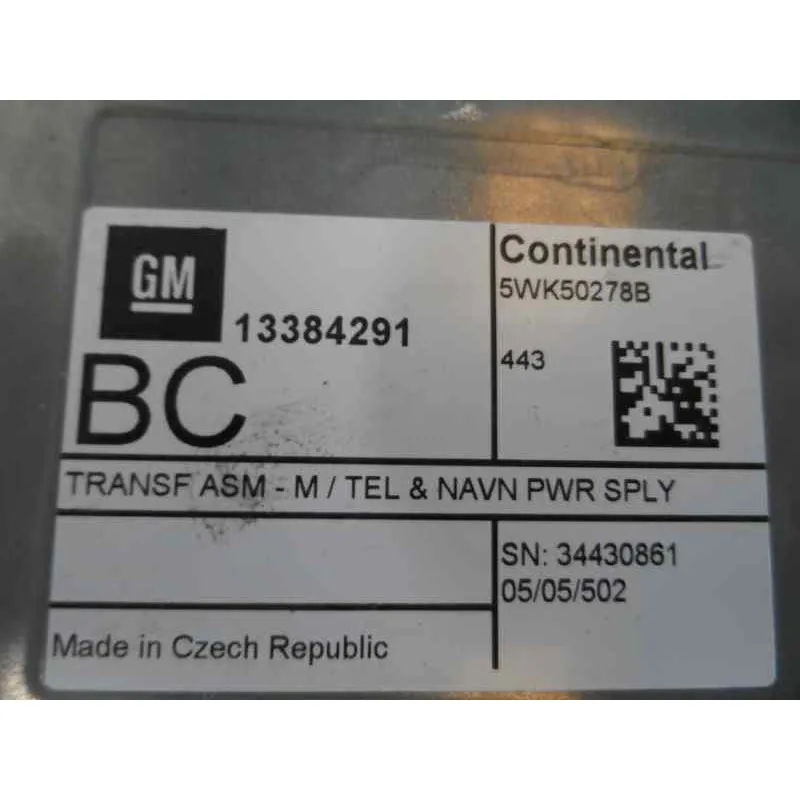 GM
13384291
BC
Continental
5WK50278B
443
TRANSF ASM - M / TEL & NAVN PWR SPLY
SN: 34430861
05/05/502
Made in Czech Republic